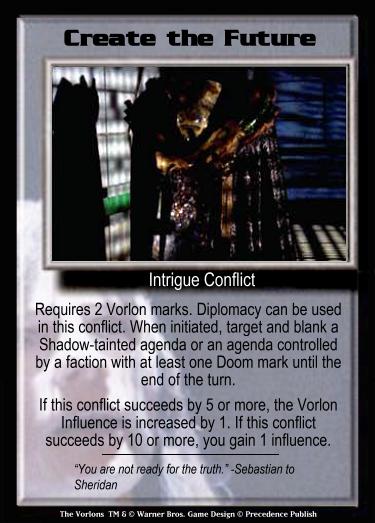 Create the Future
Intrigue Conflict
Requires 2 Vorlon marks. Diplomacy can be used
in this conflict. When initiated, target and blank a
Shadow-tainted agenda or an agenda controlled
by a faction with at least one Doom mark until the
end of the turn.
If this conflict succeeds by 5 or more, the Vorlon
Influence is increased by 1. If this conflict
succeeds by 10 or more, you gain 1 influence.
"You are not ready for the truth." -Sebastian to
Sheridan
The Vorlons TM & © Warner Bros. Game Design © Precedence Publish